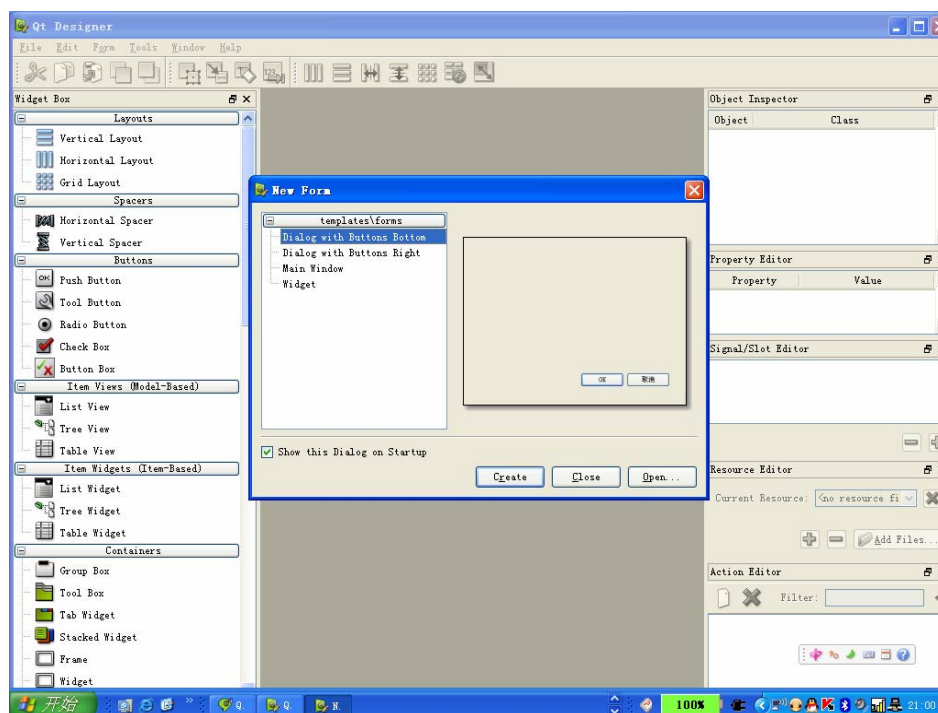 Qt Designer
File Edit Form Tools Window Help
Widget Box
Layouts
Vertical Layout
Horizontal Layout
Grid Layout
Spacers
Horizontal Spacer
Vertical Spacer
Buttons
OK
Push Button
Tool Button
Radio Button
Check Box
Button Box
Item Views (Model-Based)
List View
Tree View
Table View
Item Widgets (Item-Based)
List Widget
Tree Widget
Table Widget
Containers
Group Box
Tool Box
Tab Widget
Stacked Widget
Frame
Widget
New Form
templates\forms
Dialog with Buttons Bottom
Dialog with Buttons Right
Main Window
Widget
OK 取消
Show this Dialog on Startup
Create Close Open...
Object Inspector
Object Class
Property Editor
Property Value
Signal/Slot Editor
Resource Editor
Current Resource: <no resource fi
Add Files...
Action Editor
Filter:
开始 Q. Q. N. 100% 21:00